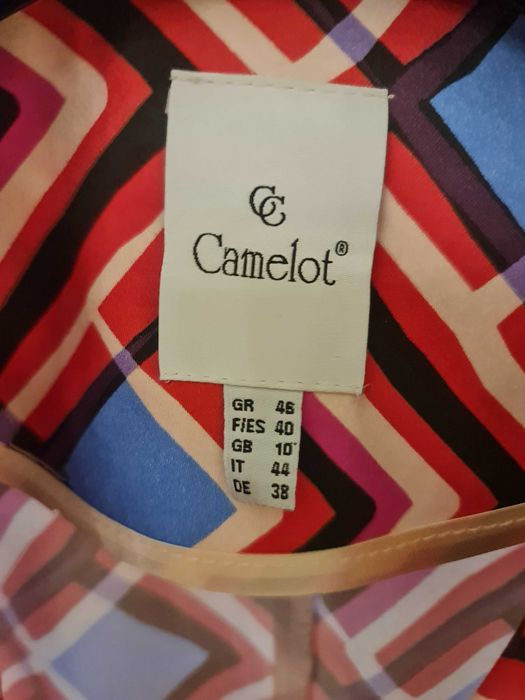 CC
Camelot®
GR 46
F/ES 40
GB 10
IT 44
DE 38